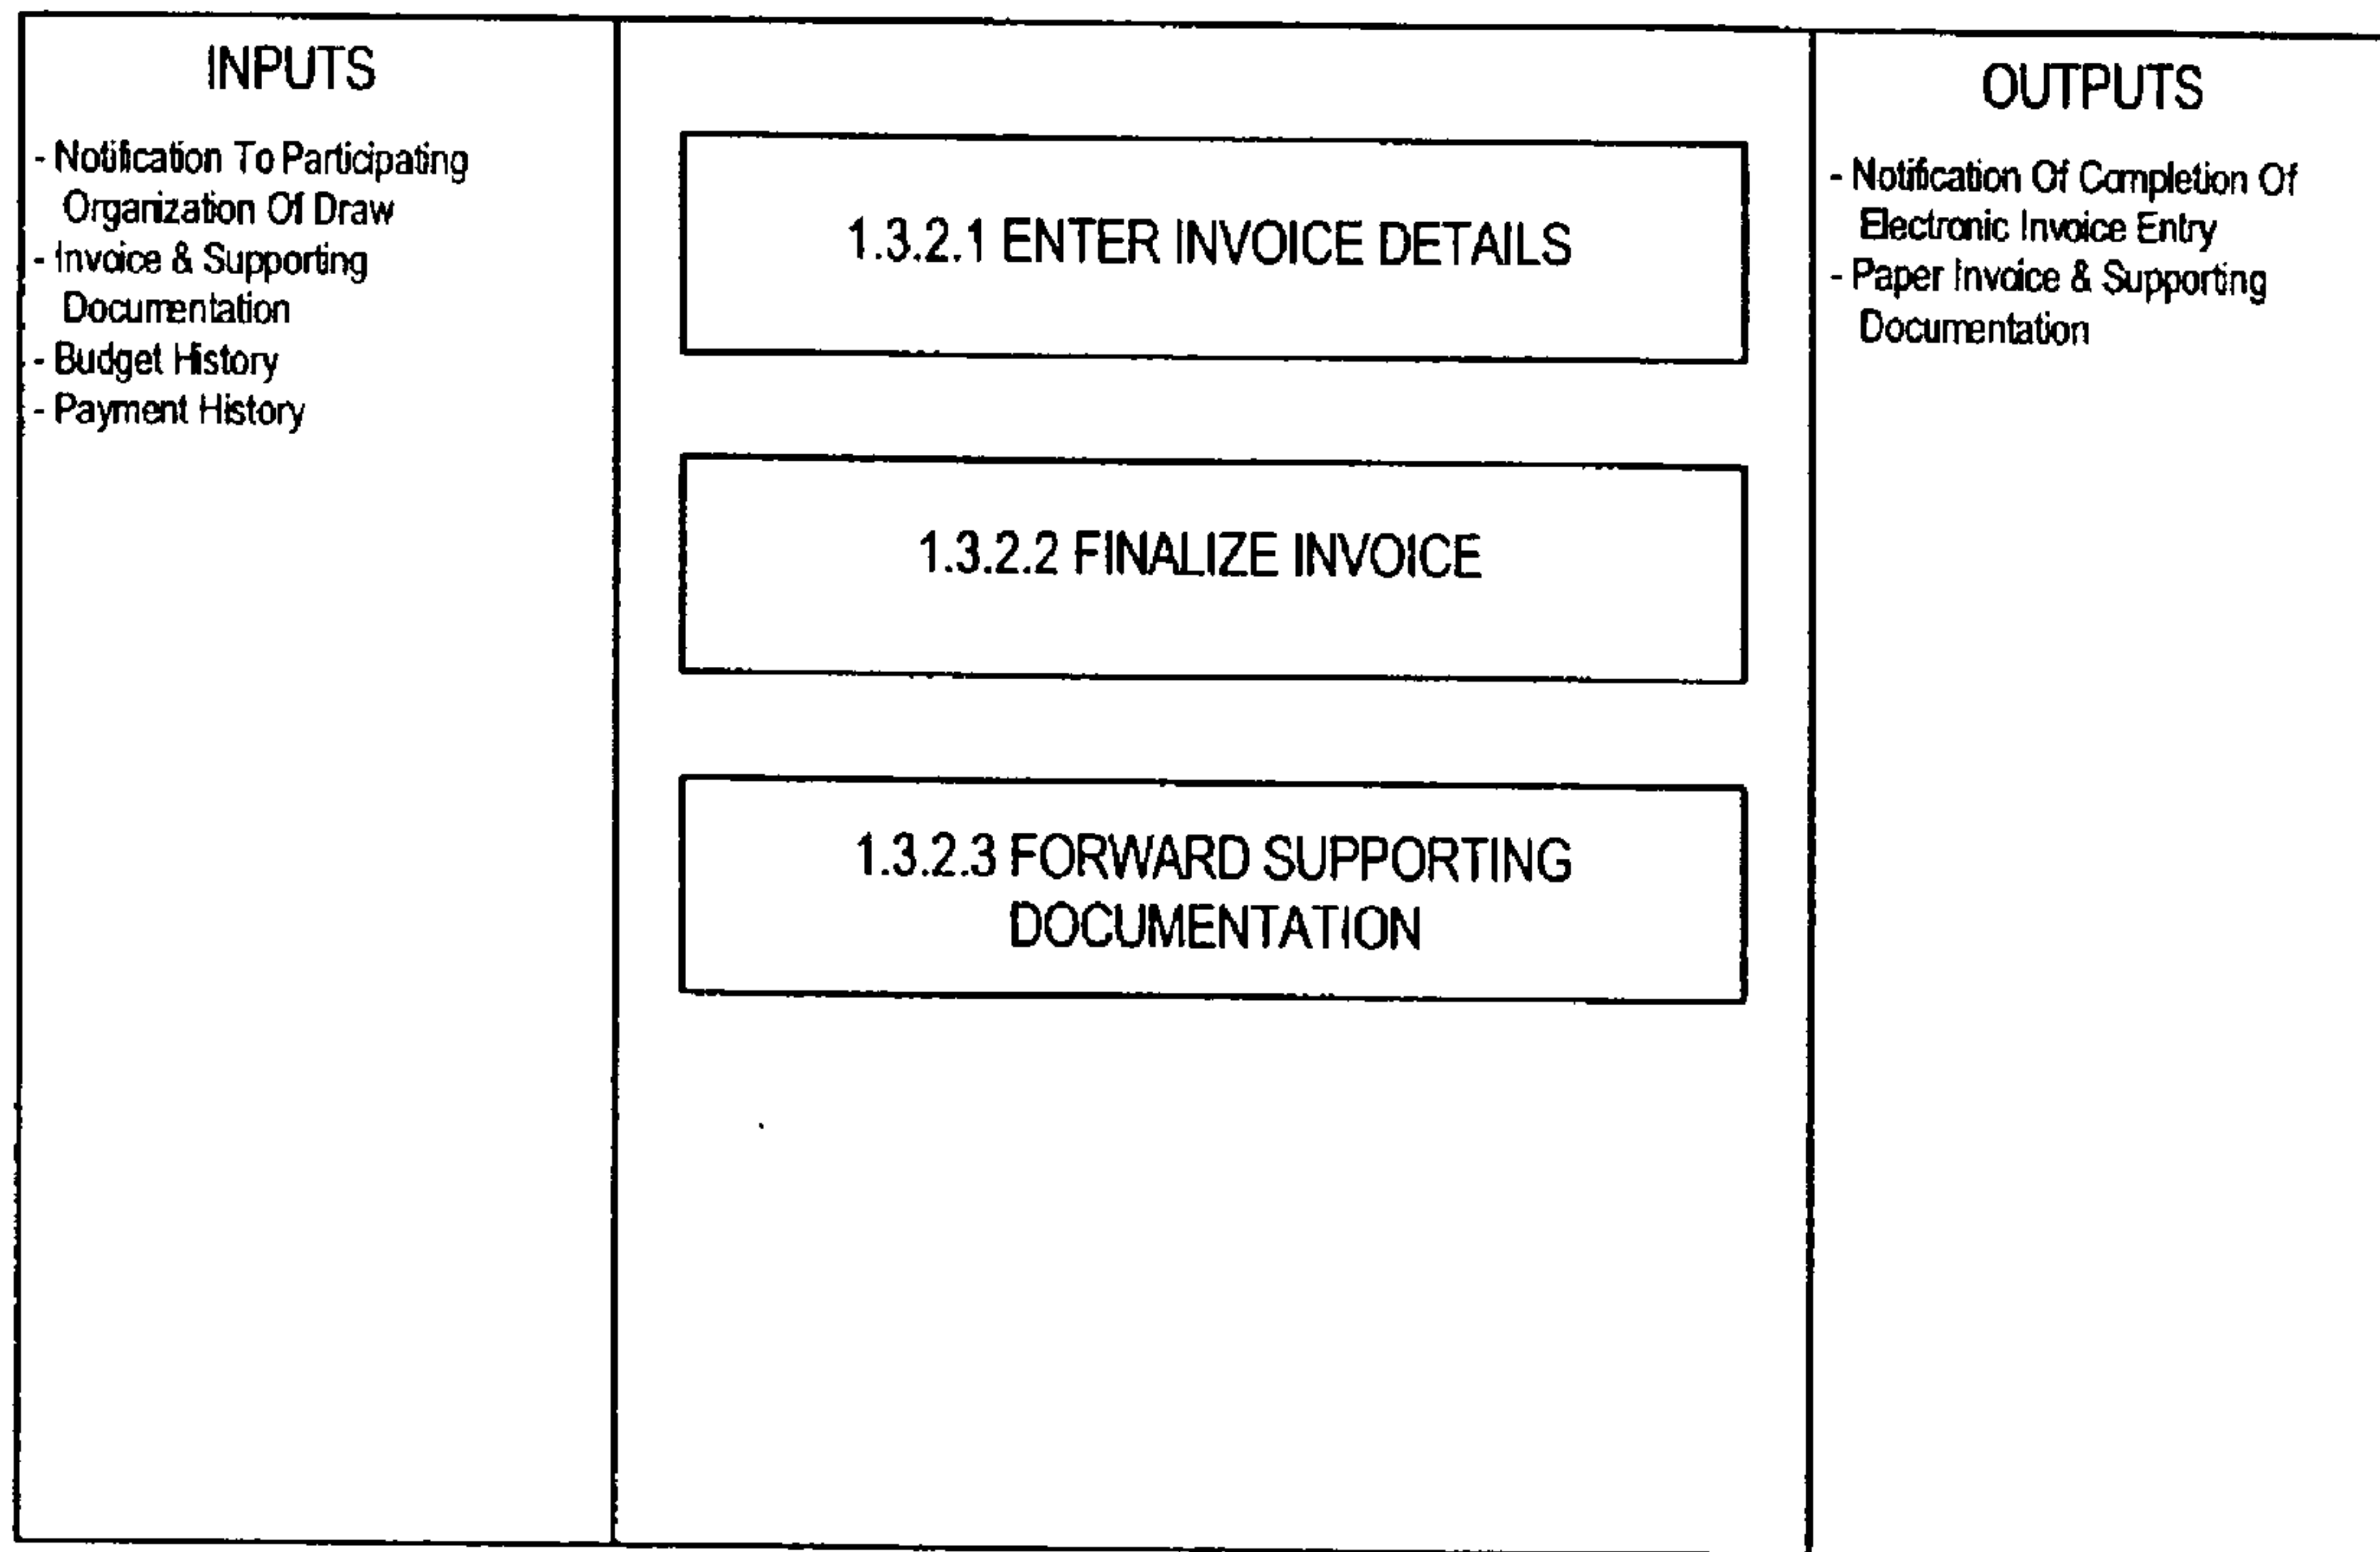 INPUTS
- Notification To Participating
Organization Of Draw
- Invoice & Supporting
Documentation
- Budget History
- Payment History
1.3.2.1 ENTER INVOICE DETAILS
1.3.2.2 FINALIZE INVOICE
1.3.2.3 FORWARD SUPPORTING
DOCUMENTATION
OUTPUTS
- Notification Of Completion Of
Electronic Invoice Entry
- Paper Invoice & Supporting
Documentation